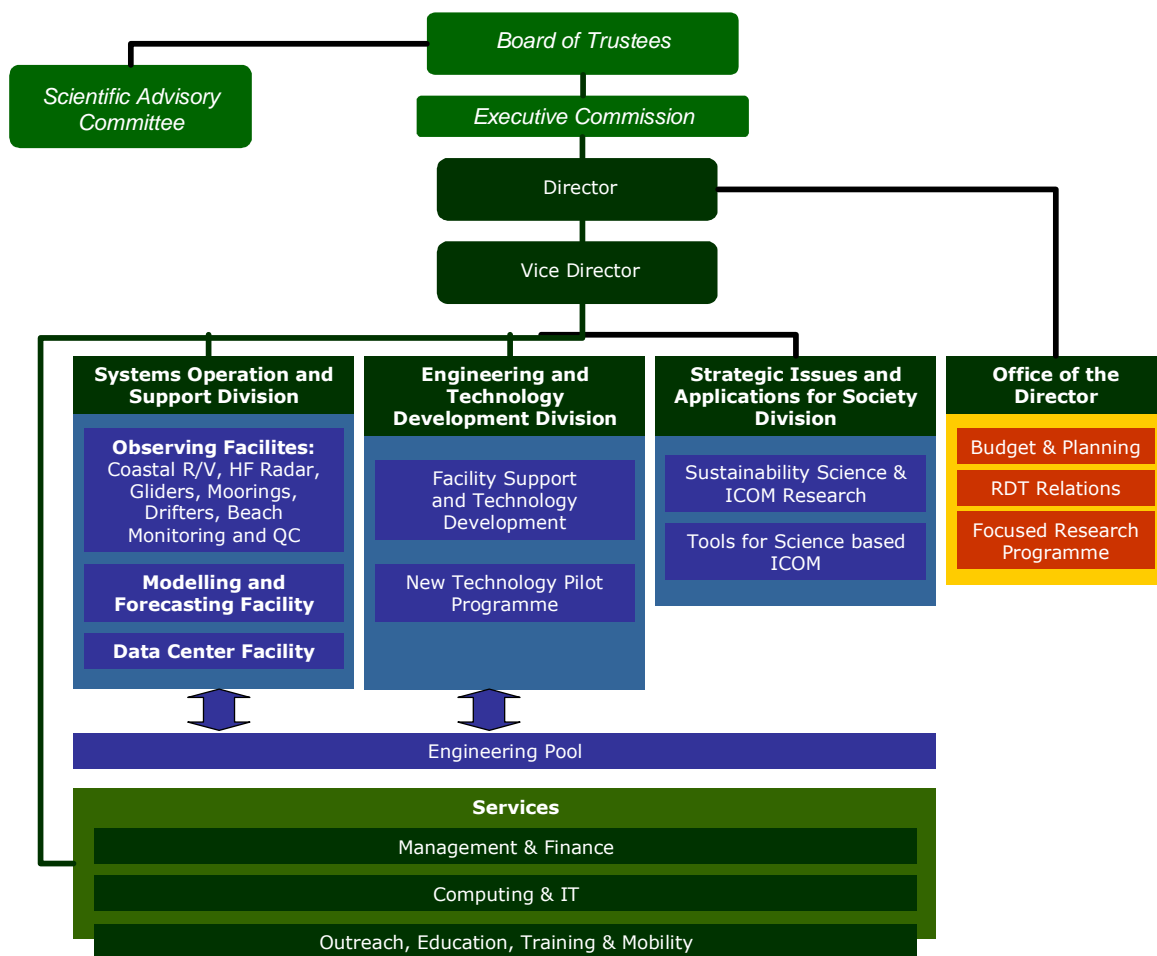 Board of Trustees
Scientific Advisory
Committee
Executive Commission
Director
Vice Director
Systems Operation and
Support Division
Observing Facilites:
Coastal R/V, HF Radar,
Gliders, Moorings,
Drifters, Beach
Monitoring and QC
Modelling and
Forecasting Facility
Data Center Facility
Engineering and
Technology
Development Division
Facility Support
and Technology
Development
New Technology Pilot
Programme
Strategic Issues and
Applications for Society
Division
Sustainability Science &
ICOM Research
Tools for Science based
ICOM
Office of the
Director
Budget & Planning
RDT Relations
Focused Research
Programme
Engineering Pool
Services
Management & Finance
Computing & IT
Outreach, Education, Training & Mobility